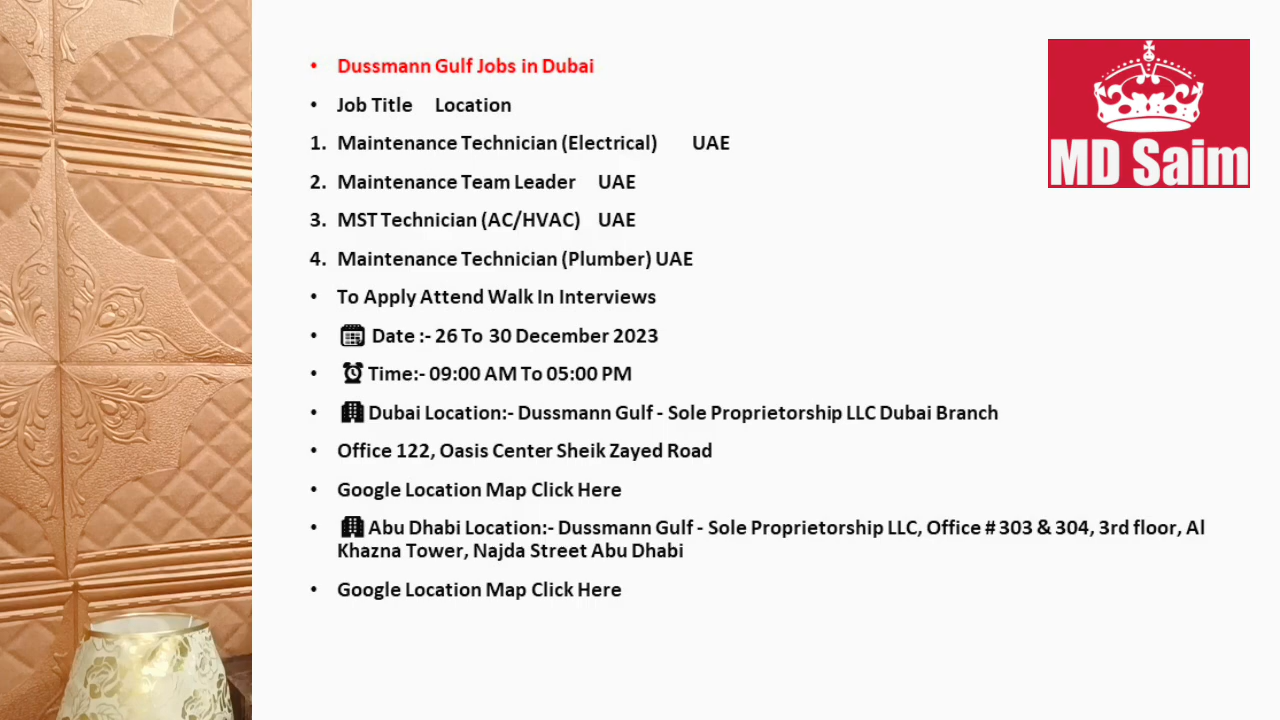 • Dussmann Gulf Jobs in Dubai
• Job Title Location
1. Maintenance Technician (Electrical) UAE
2. Maintenance Team Leader UAE
3. MST Technician (AC/HVAC) UAE
4. Maintenance Technician (Plumber) UAE
• To Apply Attend Walk In Interviews
• Date :- 26 To 30 December 2023
• Time:- 09:00 AM To 05:00 PM
• Dubai Location:- Dussmann Gulf - Sole Proprietorship LLC Dubai Branch
• Office 122, Oasis Center Sheik Zayed Road
• Google Location Map Click Here
• Abu Dhabi Location:- Dussmann Gulf - Sole Proprietorship LLC, Office # 303 & 304, 3rd floor, Al
Khazna Tower, Najda Street Abu Dhabi
• Google Location Map Click Here
MD Saim